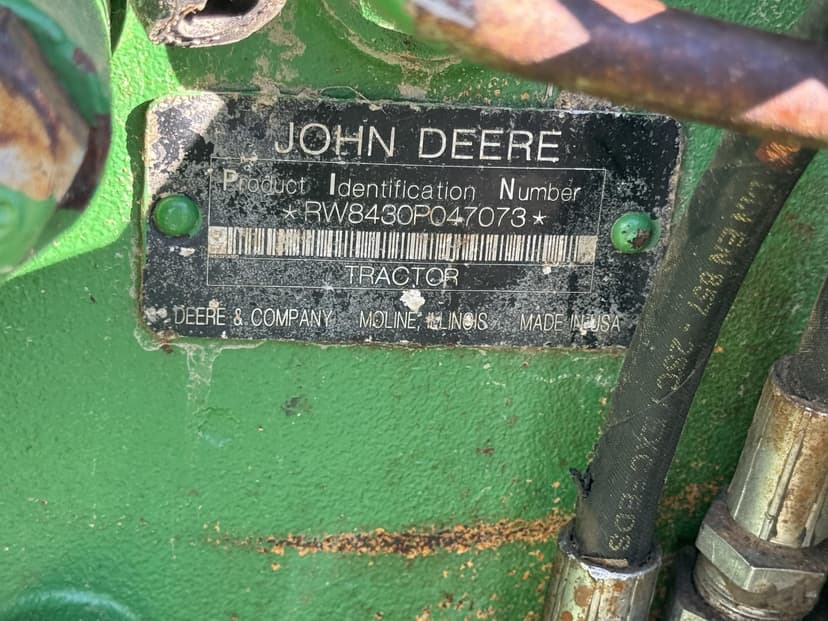 JOHN DEERE
Product Identification Number
*RW8430P047073*
TRACTOR
DEERE & COMPANY MOLINE, ILLINOIS MADE IN USA